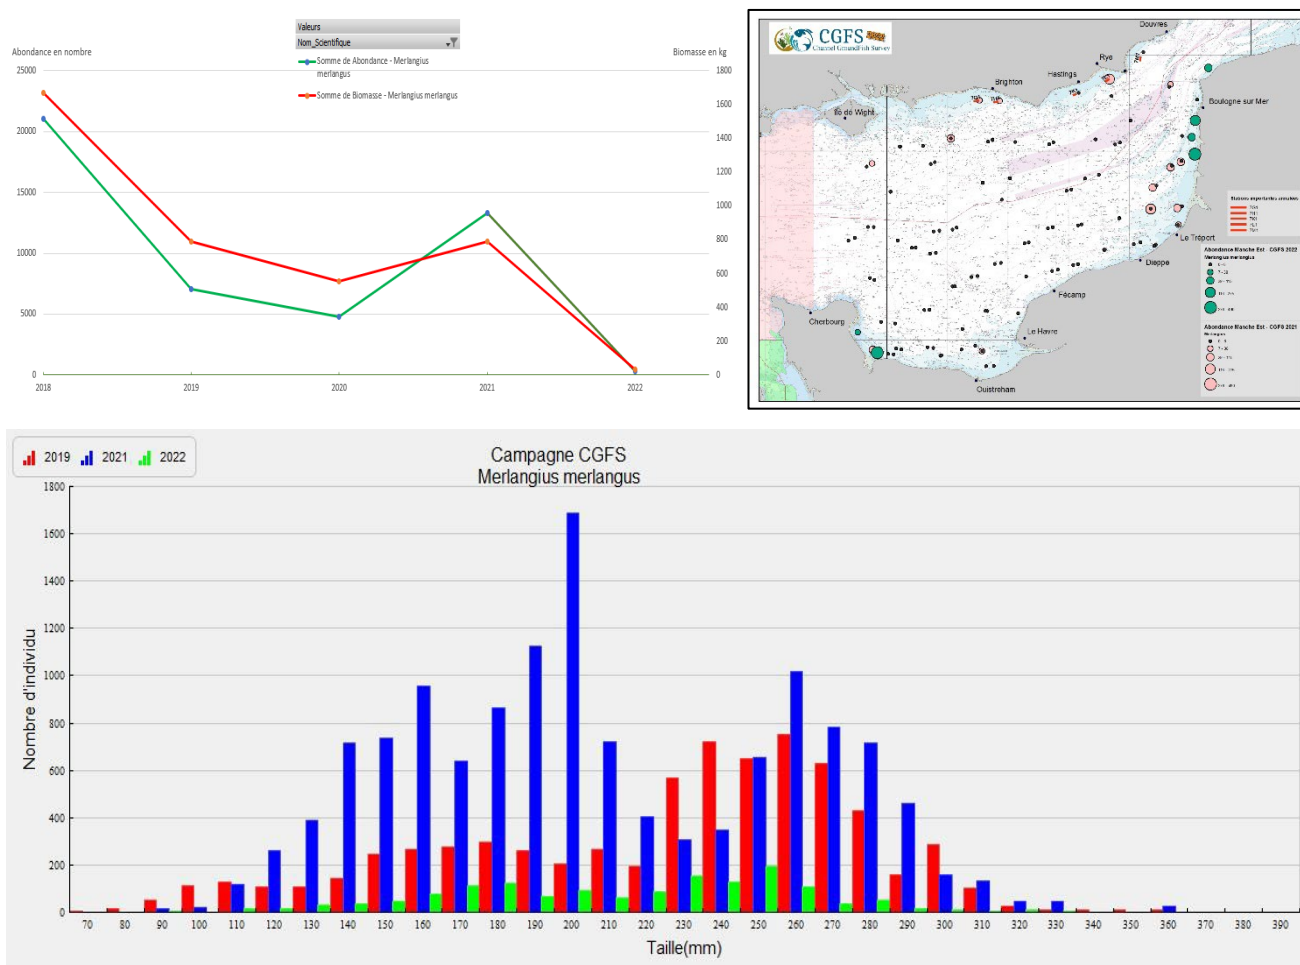 Valeurs
Nom_Scientifique
Abondance en nombre
Biomasse en kg
Somme de Abondance - Merlangius
merlangus
Somme de Biomasse - Merlangius merlangus
25000
20000
15000
10000
5000
0
1800
1600
1400
1200
1000
800
600
400
200
0
2018
2019
2020
2021
2022
CGFS
Channel GroundFish Survey
Douvres
Rye
Hastings
Brighton
Ile de Wight
Boulogne sur Mer
Le Tréport
Dieppe
Fécamp
Cherbourg
Le Havre
Ouistreham
Abondance Manche Est - CGFS 2022
Merlangius merlangus
Abondance Manche Est - CGFS 2021
2019
2021
2022
Campagne CGFS
Merlangius merlangus
Nombre d'individu
1800
1600
1400
1200
1000
800
600
400
200
0
70 80 90 100 110 120 130 140 150 160 170 180 190 200 210 220 230 240 250 260 270 280 290 300 310 320 330 340 350 360 370 380 390
Taille(mm)